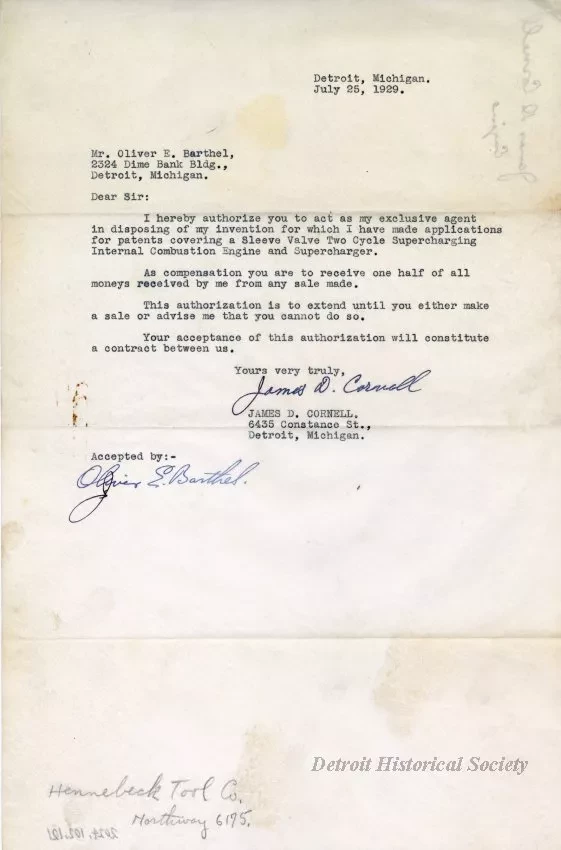 Detroit, Michigan.
July 25, 1929.
James D Cornell
Engine
Mr. Oliver E. Barthel,
2324 Dime Bank Bldg.,
Detroit, Michigan.
Dear Sir:
I hereby authorize you to act as my exclusive agent
in disposing of my invention for which I have made applications
for patents covering a Sleeve Valve Two Cycle Supercharging
Internal Combustion Engine and Supercharger.
As compensation you are to receive one half of all
moneys received by me from any sale made.
This authorization is to extend until you either make
a sale or advise me that you cannot do so.
Your acceptance of this authorization will constitute
a contract between us.
Yours very truly,
James D. Cornell
JAMES D. CORNELL.
6435 Constance St.,
Detroit, Michigan.
Accepted by:-
Oliver E. Barthel.
Detroit Historical Society
Hennebeck Tool Co.
Northway 6195.
2024.102.121